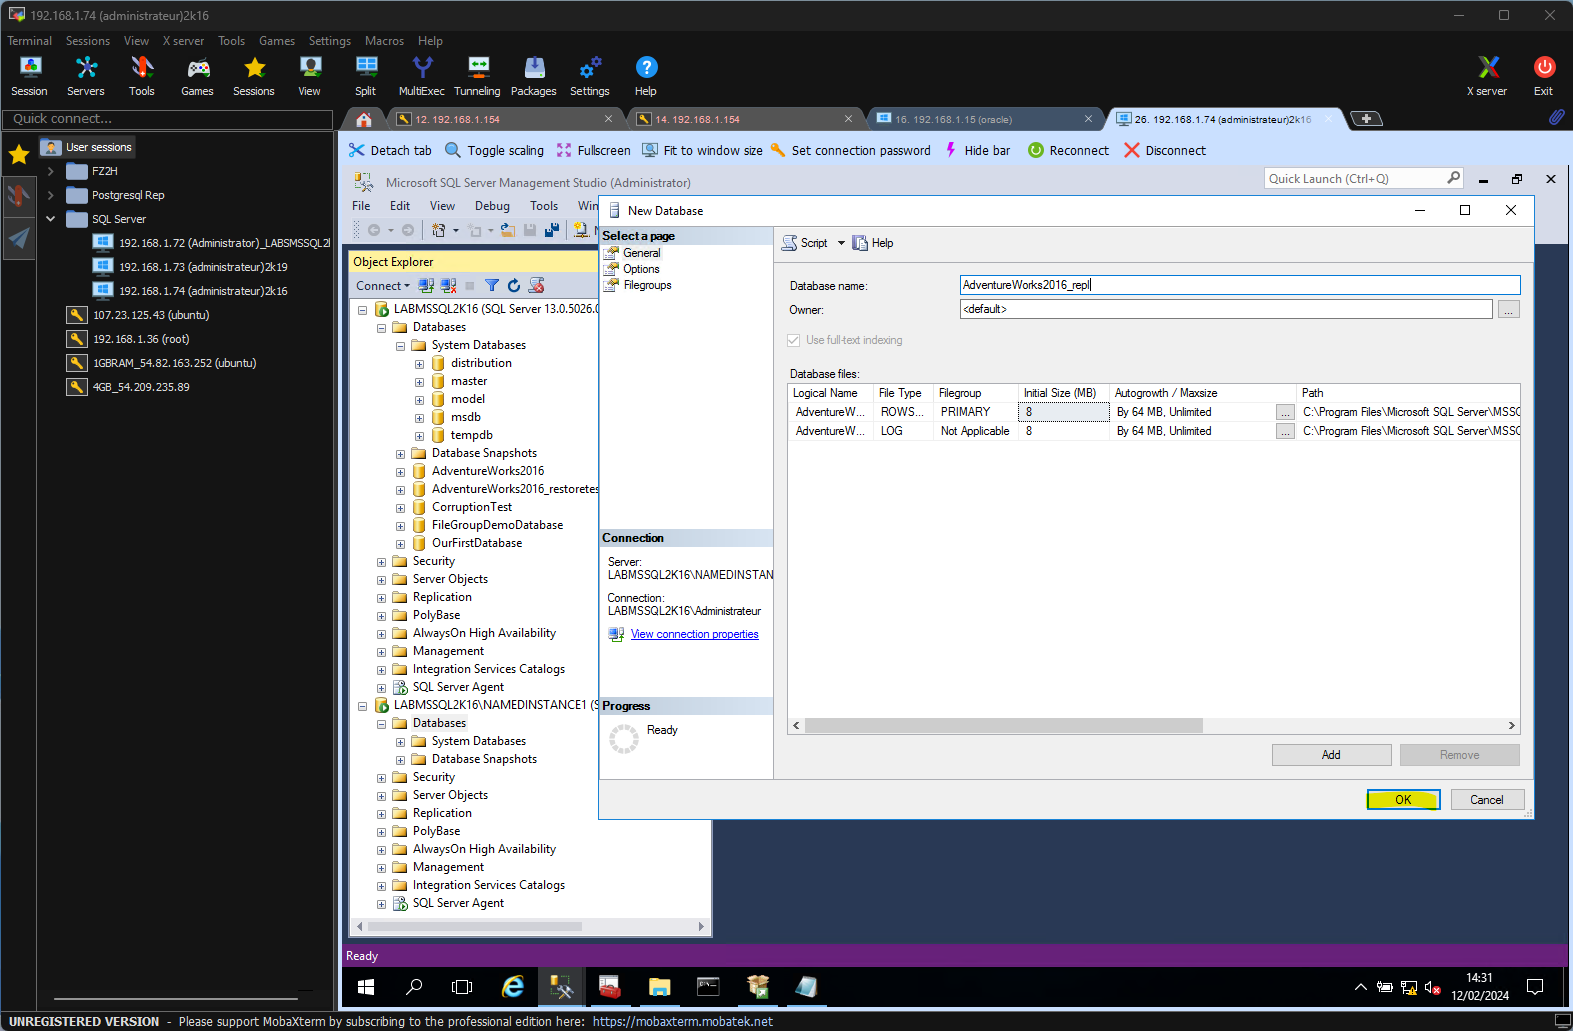 192.168.1.74 (administrateur)2k16
Terminal Sessions View X server Tools Games Settings Macros Help
Session Servers Tools Games Sessions View Split MultiExec Tunneling Packages Settings Help X server Exit
Quick connect...
12. 192.168.1.154
14. 192.168.1.154
16. 192.168.1.15 (oracle)
26. 192.168.1.74 (administrateur)2k16
User sessions
FZ2H
Postgresql Rep
SQL Server
192.168.1.72 (Administrator)_LABSMSSQL2
192.168.1.73 (administrateur)2k19
192.168.1.74 (administrateur)2k16
107.23.125.43 (ubuntu)
192.168.1.36 (root)
1GBRAM_54.82.163.252 (ubuntu)
4GB_54.209.235.89
Detach tab Toggle scaling Fullscreen Fit to window size Set connection password Hide bar Reconnect Disconnect
Microsoft SQL Server Management Studio (Administrator)
Quick Launch (Ctrl+Q)
File Edit View Debug Tools Win
Object Explorer
Connect
LABMSSQL2K16 (SQL Server 13.0.5026.0
Databases
System Databases
distribution
master
model
msdb
tempdb
Database Snapshots
AdventureWorks2016
AdventureWorks2016_restoretes
CorruptionTest
FileGroupDemoDatabase
OurFirstDatabase
Security
Server Objects
Replication
PolyBase
AlwaysOn High Availability
Management
Integration Services Catalogs
SQL Server Agent
LABMSSQL2K16\NAMEDINSTANCE1 (S
Databases
System Databases
Database Snapshots
Security
Server Objects
Replication
PolyBase
AlwaysOn High Availability
Management
Integration Services Catalogs
SQL Server Agent
New Database
Select a page
General
Options
Filegroups
Connection
Server:
LABMSSQL2K16\NAMEDINSTAN
Connection:
LABMSSQL2K16\Administrateur
View connection properties
Progress
Ready
Script Help
Database name: AdventureWorks2016_repl
Owner: <default> ...
Use full-text indexing
Database files:
Logical Name File Type Filegroup Initial Size (MB) Autogrowth / Maxsize Path
AdventureW... ROWS... PRIMARY 8 By 64 MB, Unlimited ... C:\Program Files\Microsoft SQL Server\MSSQ
AdventureW... LOG Not Applicable 8 By 64 MB, Unlimited ... C:\Program Files\Microsoft SQL Server\MSSQ
Add Remove
OK Cancel
Ready
14:31
12/02/2024
UNREGISTERED VERSION - Please support MobaXterm by subscribing to the professional edition here: https://mobaxterm.mobatek.net